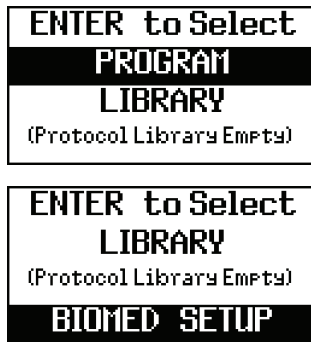 ENTER to Select
PROGRAM
LIBRARY
(Protocol Library Empty)
ENTER to Select
LIBRARY
(Protocol Library Empty)
BIOMED SETUP